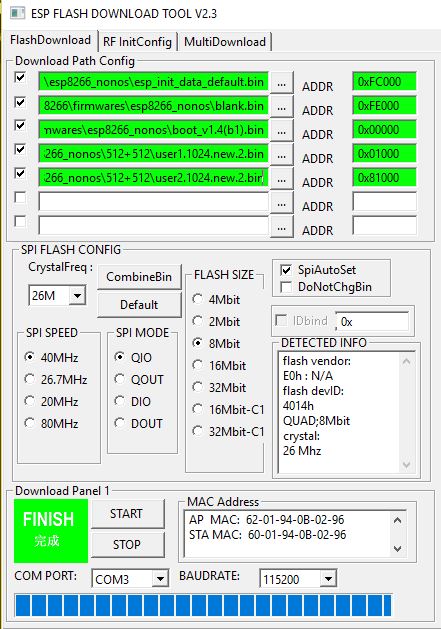 ESP FLASH DOWNLOAD TOOL V2.3
FlashDownload RF InitConfig MultiDownload
Download Path Config
\esp8266_nonos\esp_init_data_default.bin ... ADDR 0xFC000
8266\firmwares\esp8266_nonos\blank.bin ... ADDR 0xFE000
nwares\esp8266_nonos\boot_v1.4(b1).bin ... ADDR 0x00000
266_nonos\512+512\user1.1024.new.2.bin ... ADDR 0x01000
266_nonos\512+512\user2.1024.new.2.bin ... ADDR 0x81000
... ADDR
... ADDR
SPI FLASH CONFIG
CrystalFreq :
26M
CombineBin
Default
SPI SPEED
40MHz
26.7MHz
20MHz
80MHz
SPI MODE
QIO
QOUT
DIO
DOUT
FLASH SIZE
4Mbit
2Mbit
8Mbit
16Mbit
32Mbit
16Mbit-C1
32Mbit-C1
SpiAutoSet
DoNotChgBin
IDbind 0x
DETECTED INFO
flash vendor:
E0h : N/A
flash devID:
4014h
QUAD;8Mbit
crystal:
26 Mhz
Download Panel 1
FINISH
完成
START
STOP
MAC Address
AP MAC: 62-01-94-0B-02-96
STA MAC: 60-01-94-0B-02-96
COM PORT: COM3 BAUDRATE: 115200